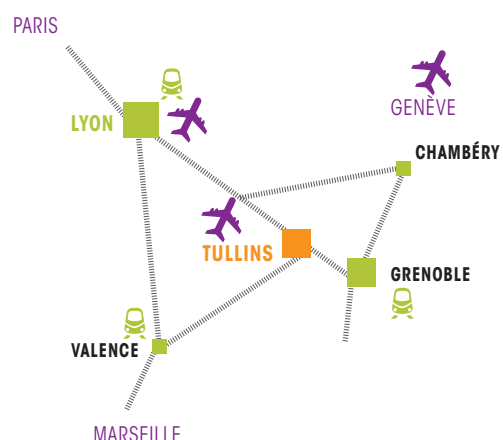 PARIS
GENÈVE
LYON
CHAMBÉRY
TULLINS
GRENOBLE
VALENCE
MARSEILLE